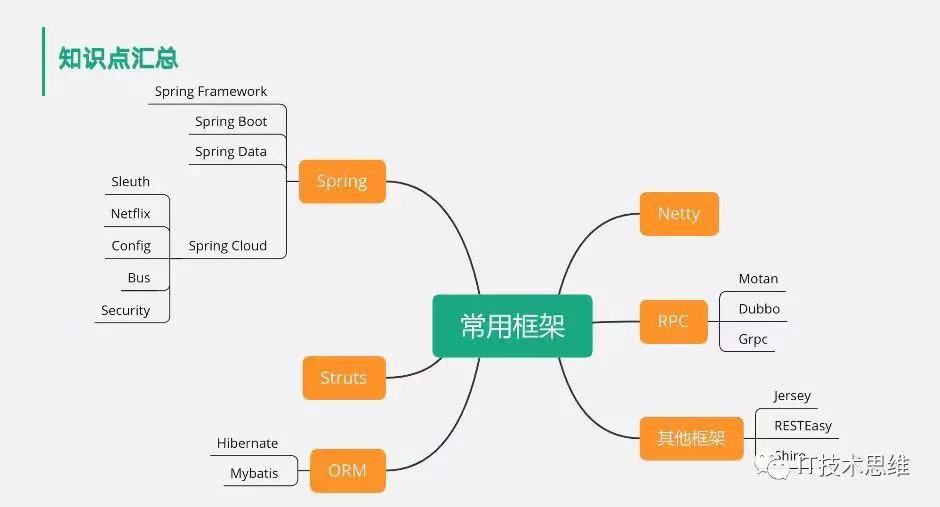 知识点汇总
Spring Framework
Spring Boot
Spring Data
Spring
Sleuth
Netflix
Config
Bus
Security
Spring Cloud
Netty
常用框架
RPC
Motan
Dubbo
Grpc
Struts
Hibernate
Mybatis
ORM
其他框架
Jersey
RESTEasy
Shiro
IT技术思维